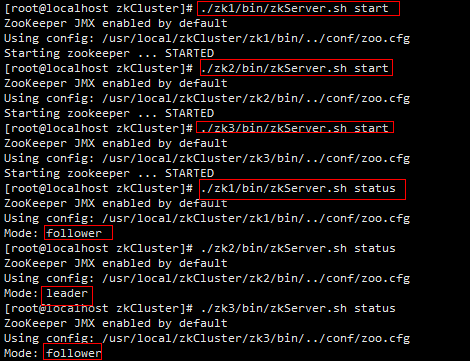 [root@localhost zkCluster]# ./zk1/bin/zkServer.sh start
ZooKeeper JMX enabled by default
Using config: /usr/local/zkCluster/zk1/bin/../conf/zoo.cfg
Starting zookeeper ... STARTED
[root@localhost zkCluster]# ./zk2/bin/zkServer.sh start
ZooKeeper JMX enabled by default
Using config: /usr/local/zkCluster/zk2/bin/../conf/zoo.cfg
Starting zookeeper ... STARTED
[root@localhost zkCluster]# ./zk3/bin/zkServer.sh start
ZooKeeper JMX enabled by default
Using config: /usr/local/zkCluster/zk3/bin/../conf/zoo.cfg
Starting zookeeper ... STARTED
[root@localhost zkCluster]# ./zk1/bin/zkServer.sh status
ZooKeeper JMX enabled by default
Using config: /usr/local/zkCluster/zk1/bin/../conf/zoo.cfg
Mode: follower
[root@localhost zkCluster]# ./zk2/bin/zkServer.sh status
ZooKeeper JMX enabled by default
Using config: /usr/local/zkCluster/zk2/bin/../conf/zoo.cfg
Mode: leader
[root@localhost zkCluster]# ./zk3/bin/zkServer.sh status
ZooKeeper JMX enabled by default
Using config: /usr/local/zkCluster/zk3/bin/../conf/zoo.cfg
Mode: follower